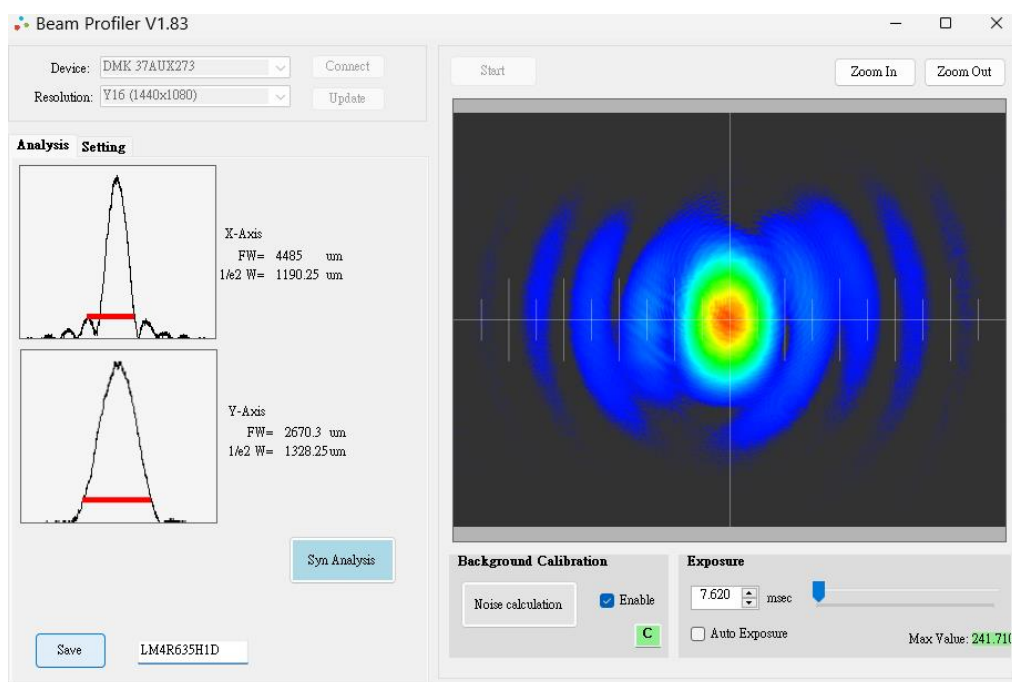 Beam Profiler V1.83
Device: DMK 37AUX273 Connect
Resolution: Y16 (1440x1080) Update
Analysis Setting
X-Axis
FW= 4485 um
1/e2 W= 1190.25 um
Y-Axis
FW= 2670.3 um
1/e2 W= 1328.25 um
Syn Analysis
Save LM4R635H1D
Start Zoom In Zoom Out
Background Calibration
Noise calculation Enable
C
Exposure
7.620 msec
Auto Exposure Max Value: 241.710